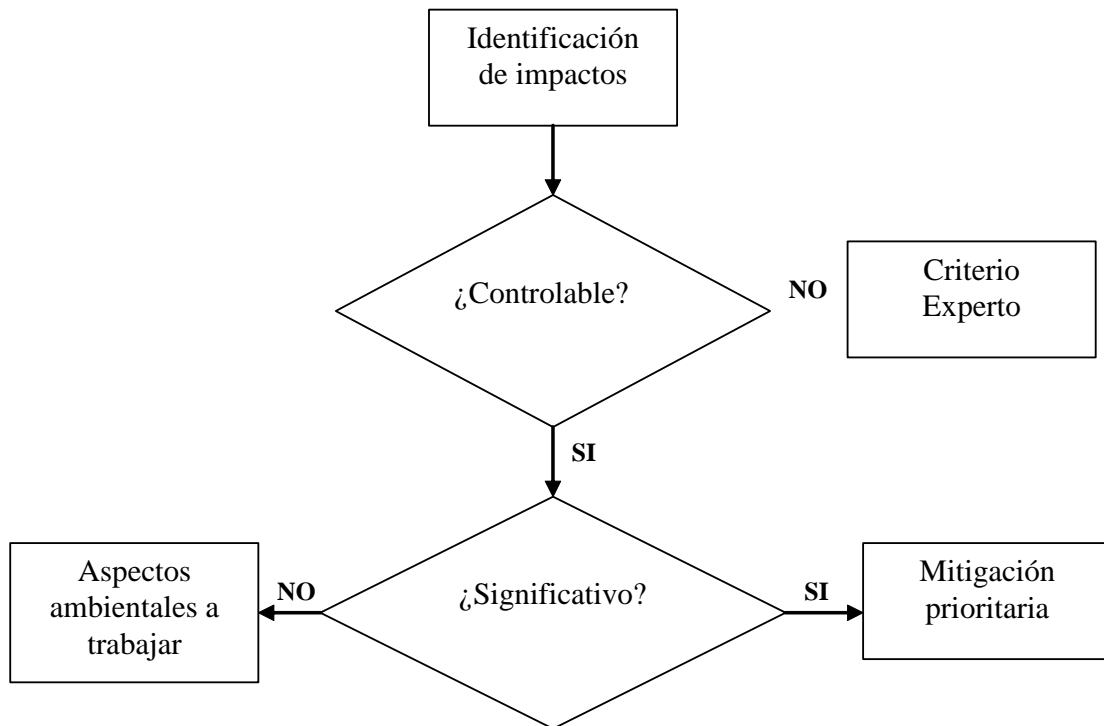 Identificación
de impactos
¿Controlable?
NO
Criterio
Experto
SI
Aspectos
ambientales a
trabajar
NO
¿Significativo?
SI
Mitigación
prioritaria